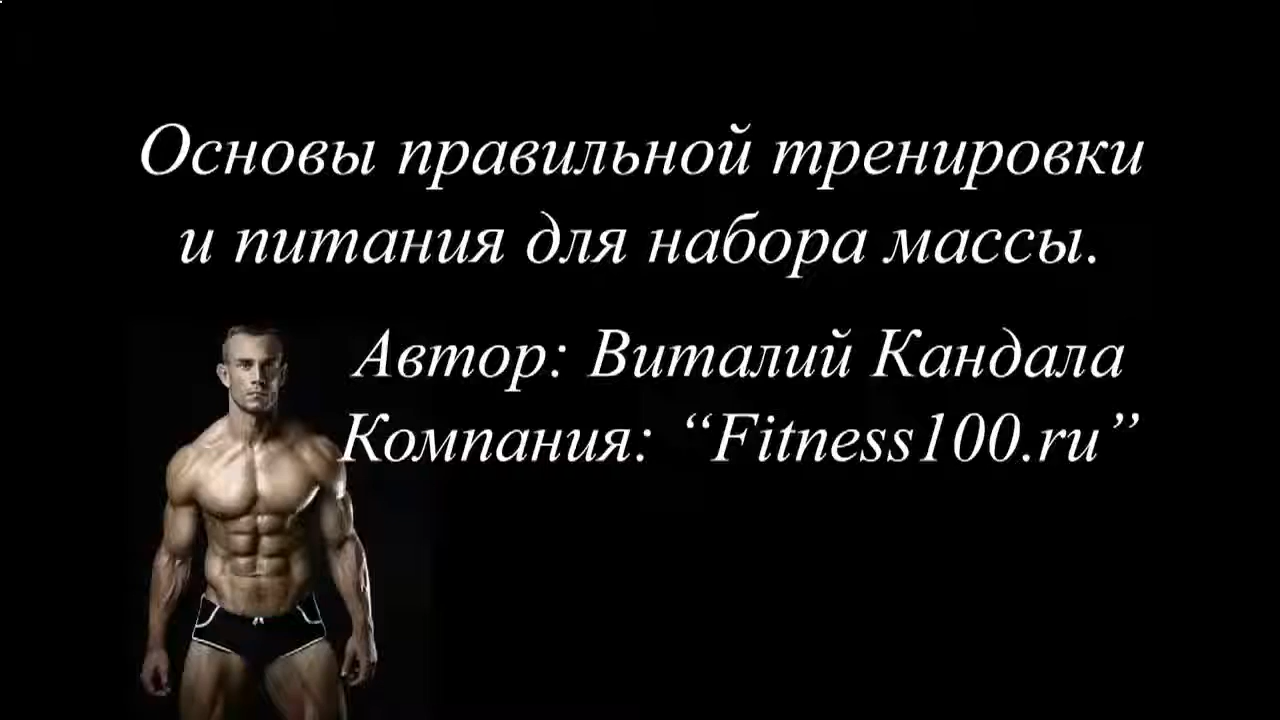 Основы правильной тренировки
и питания для набора массы.
Автор: Виталий Кандала
Компания: “Fitness100.ru”